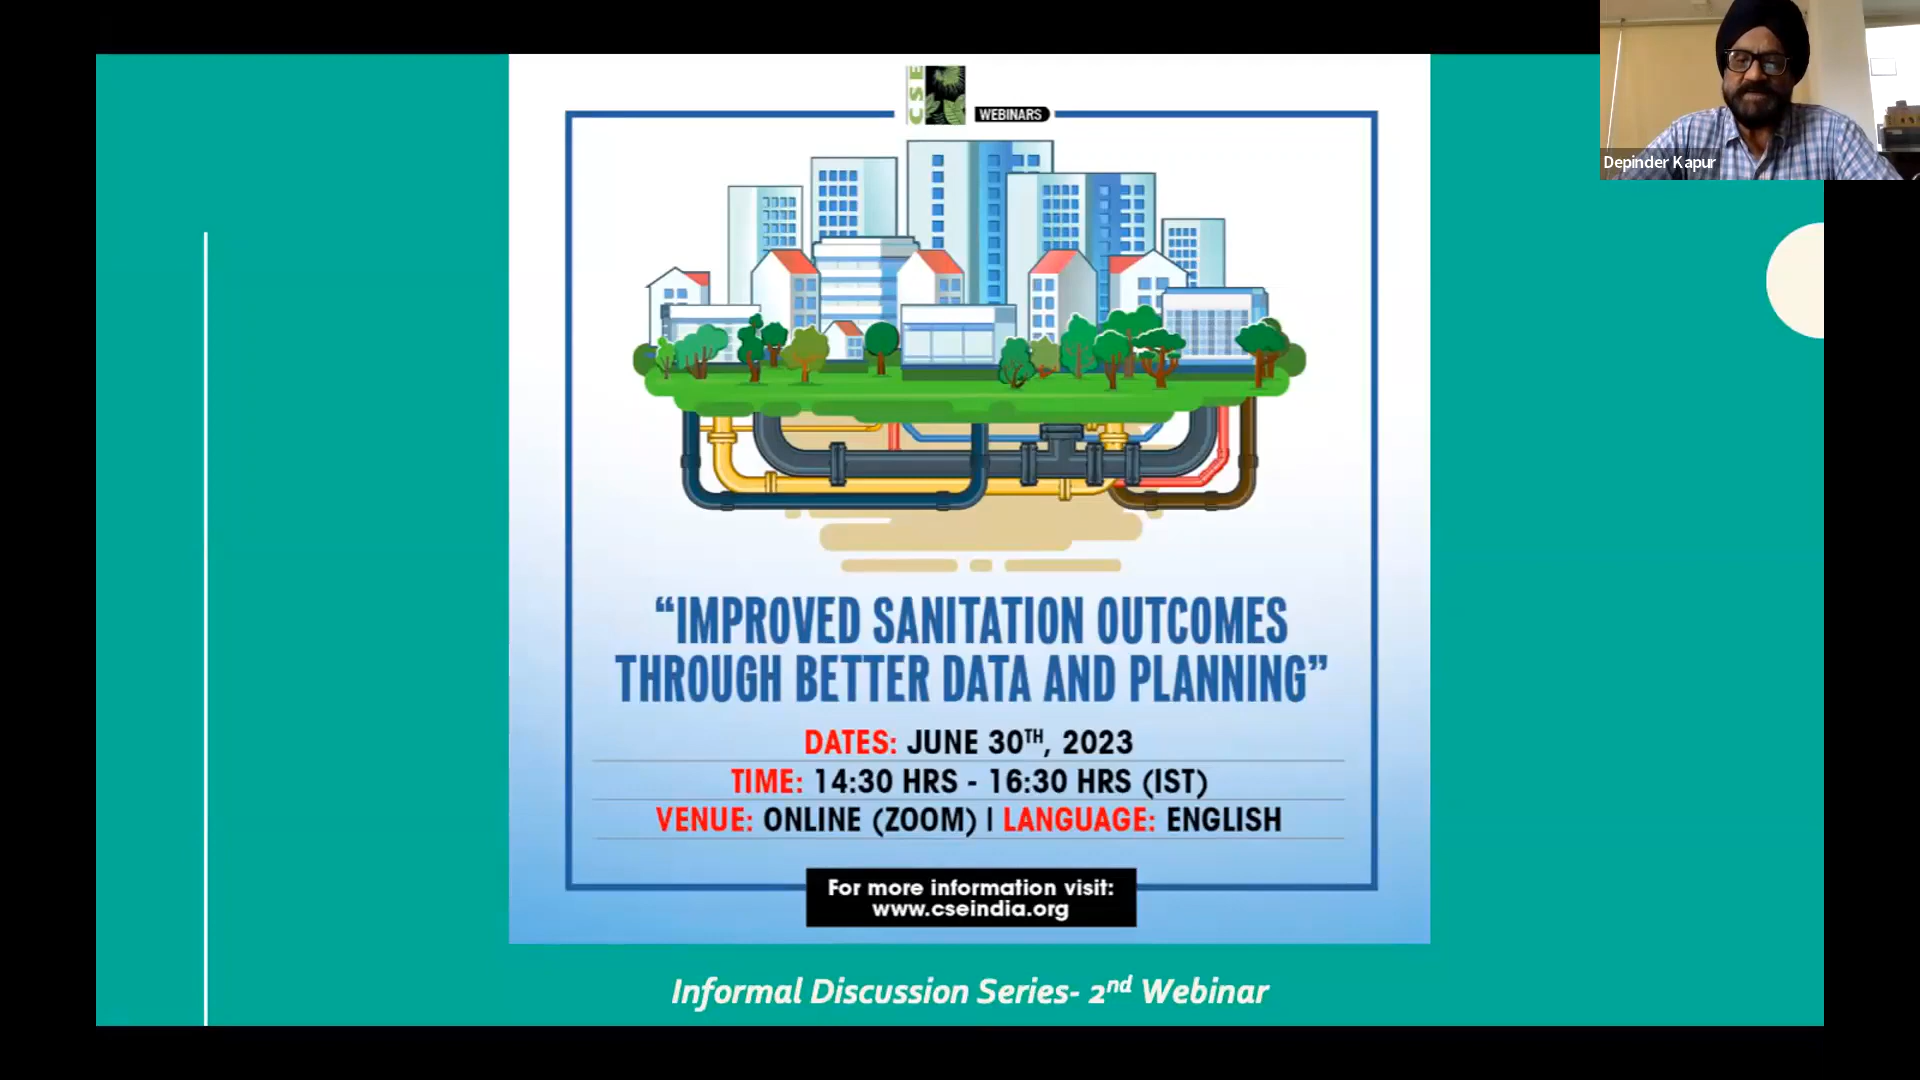 CSE
WEBINARS
Depinder Kapur
“IMPROVED SANITATION OUTCOMES
THROUGH BETTER DATA AND PLANNING”
DATES: JUNE 30TH, 2023
TIME: 14:30 HRS - 16:30 HRS (IST)
VENUE: ONLINE (ZOOM) | LANGUAGE: ENGLISH
For more information visit:
www.cseindia.org
Informal Discussion Series- 2nd Webinar